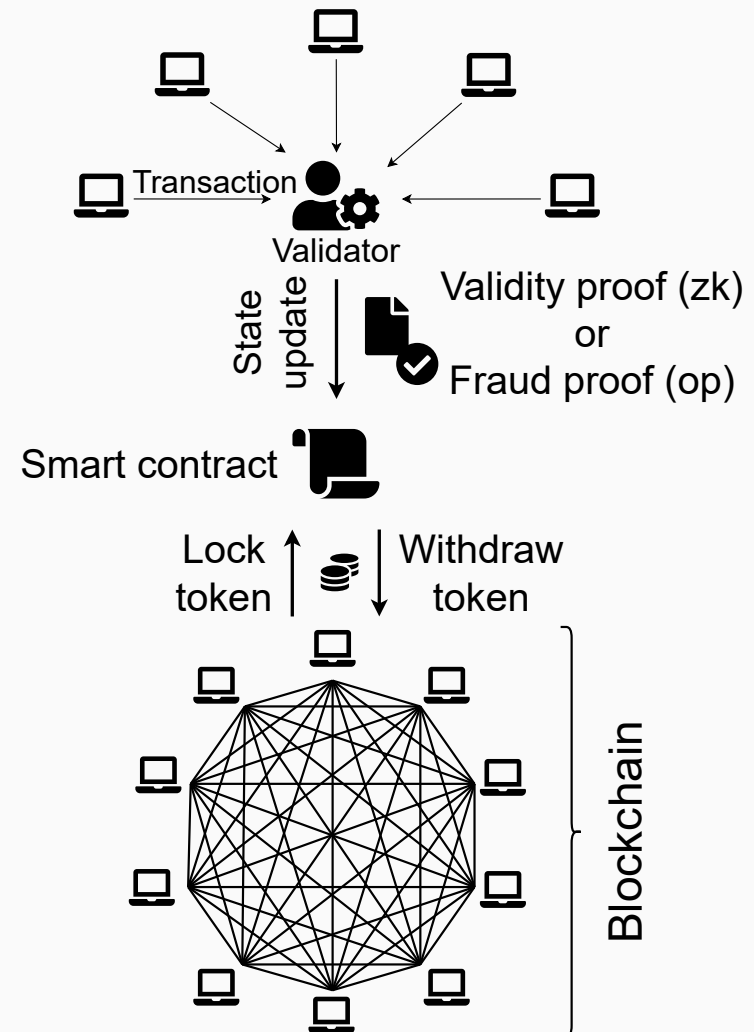 Transaction
Validator
State
update
Validity proof (zk)
or
Fraud proof (op)
Smart contract
Lock
token
Withdraw
token
Blockchain